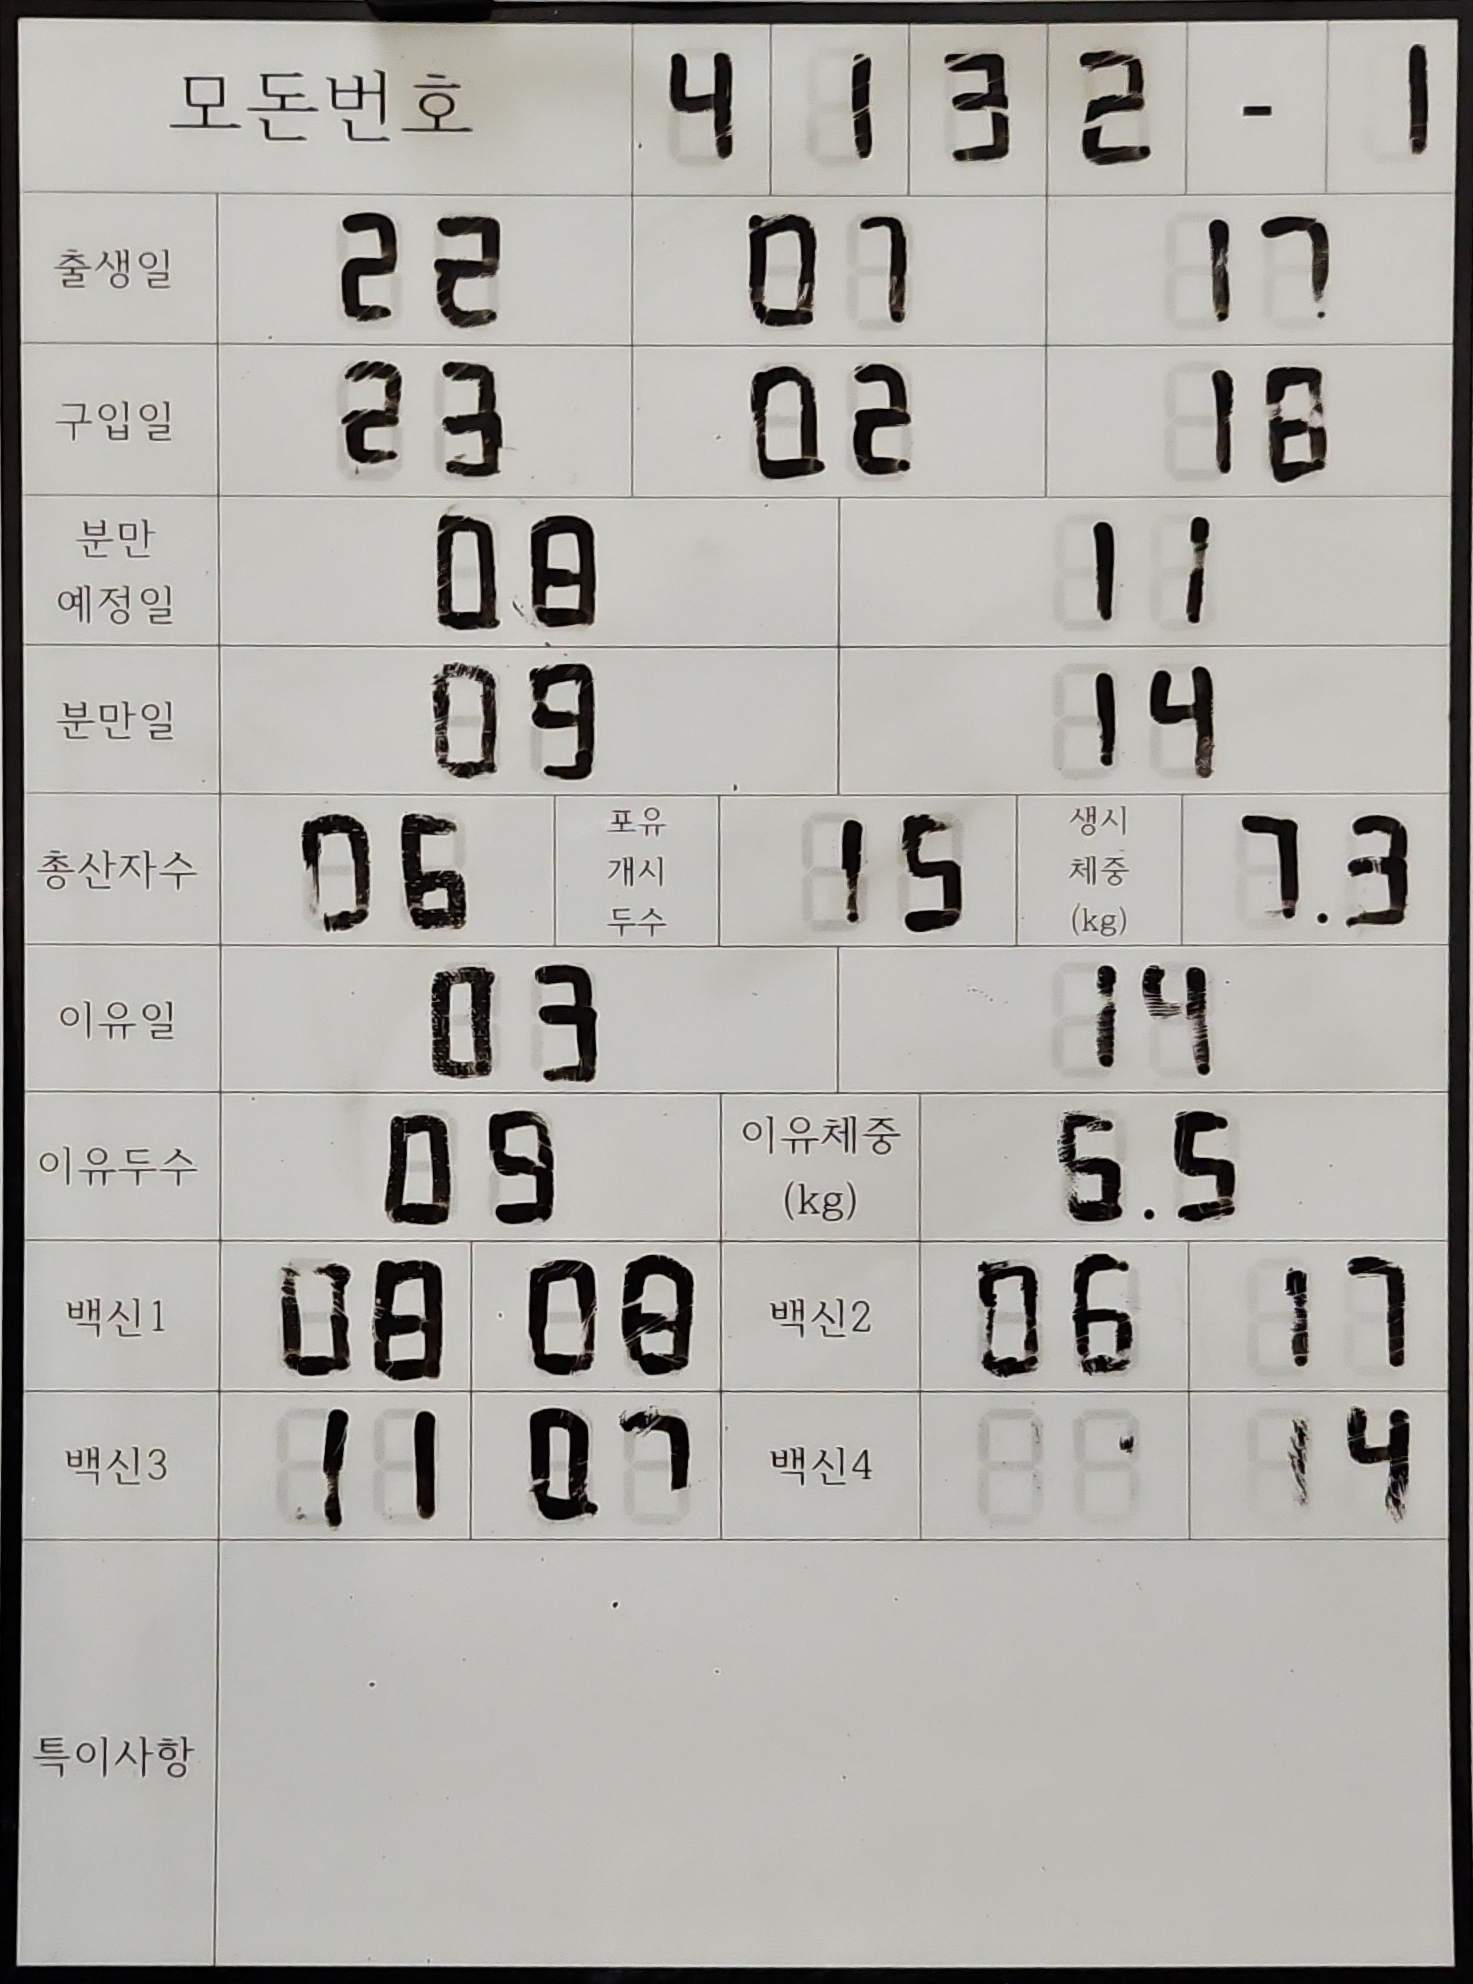 모돈번호 4 1 3 2 - 1
출생일 22 07 17
구입일 23 02 18
분만 예정일 08 11
분만일 09 14
총산자수 06 포유 개시 두수 15 생시 체중 (kg) 7.3
이유일 03 14
이유두수 09 이유체중 (kg) 6.5
백신1 08 08 백신2 06 17
백신3 11 07 백신4 14
특이사항